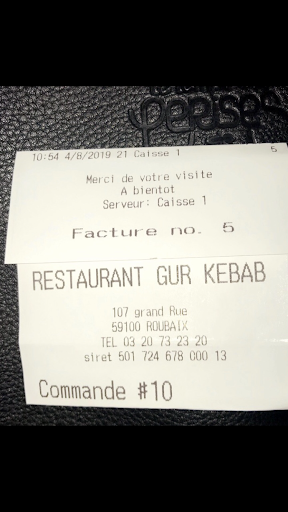 10:54 4/8/2019 21 Caisse 1 5
Merci de votre visite
A bientot
Serveur: Caisse 1
Facture no. 5
RESTAURANT GUR KEBAB
107 grand Rue
59100 ROUBAIX
TEL 03 20 73 23 20
siret 501 724 678 000 13
Commande #10